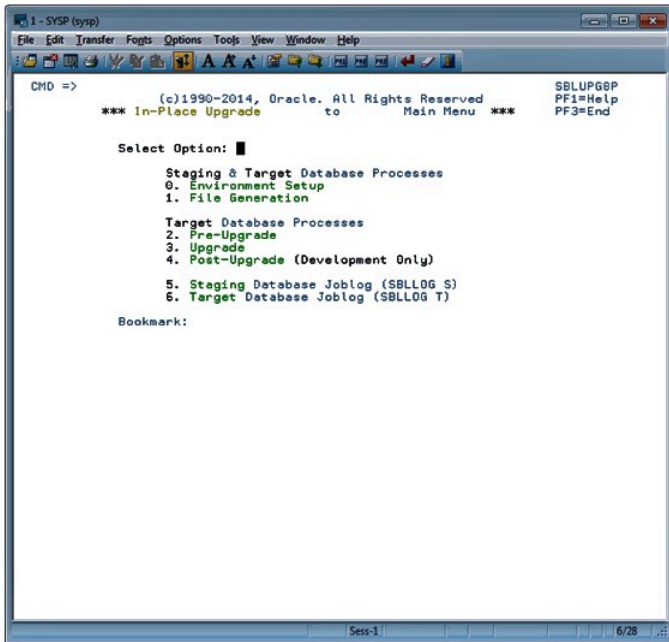 1 - SYSP (sysp)
File Edit Transfer Fonts Options Tools View Window Help
CMD => SBLUPG8P
(c)1990-2014, Oracle. All Rights Reserved PF1=Help
*** In-Place Upgrade to Main Menu *** PF3=End
Select Option:
Staging & Target Database Processes
0. Environment Setup
1. File Generation
Target Database Processes
2. Pre-Upgrade
3. Upgrade
4. Post-Upgrade (Development Only)
5. Staging Database Joblog (SBLLOG S)
6. Target Database Joblog (SBLLOG T)
Bookmark:
Sess-1 6/28